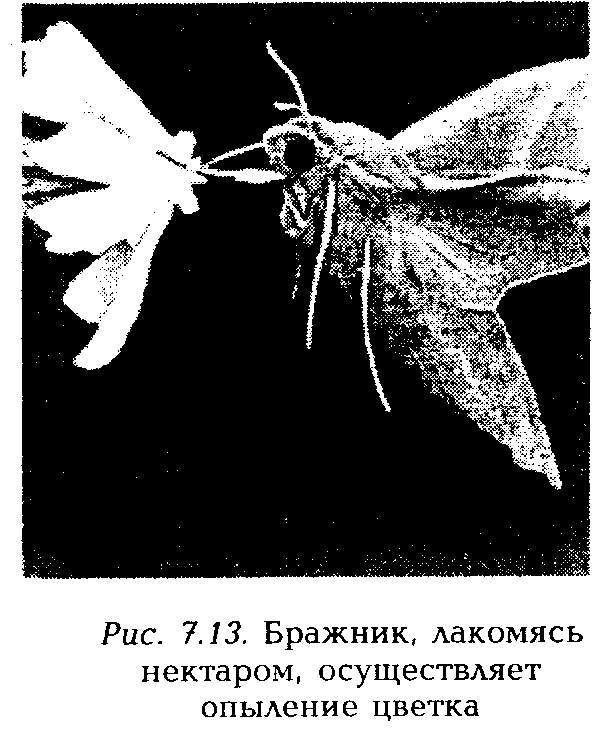 Рис. 7.13. Бражник, лакомясь
нектаром, осуществляет
опыление цветка